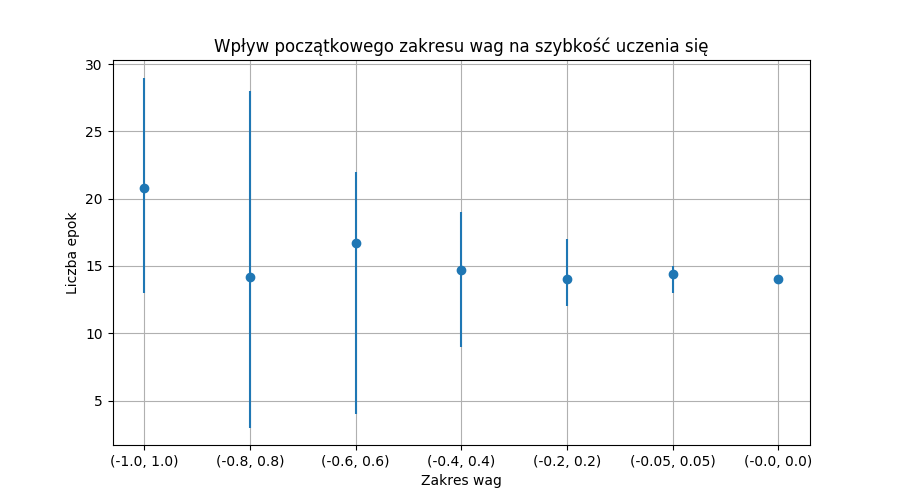 Wpływ początkowego zakresu wag na szybkość uczenia się
30
25
20
15
10
5
Liczba epok
(-1.0, 1.0) (-0.8, 0.8) (-0.6, 0.6) (-0.4, 0.4) (-0.2, 0.2) (-0.05, 0.05) (-0.0, 0.0)
Zakres wag